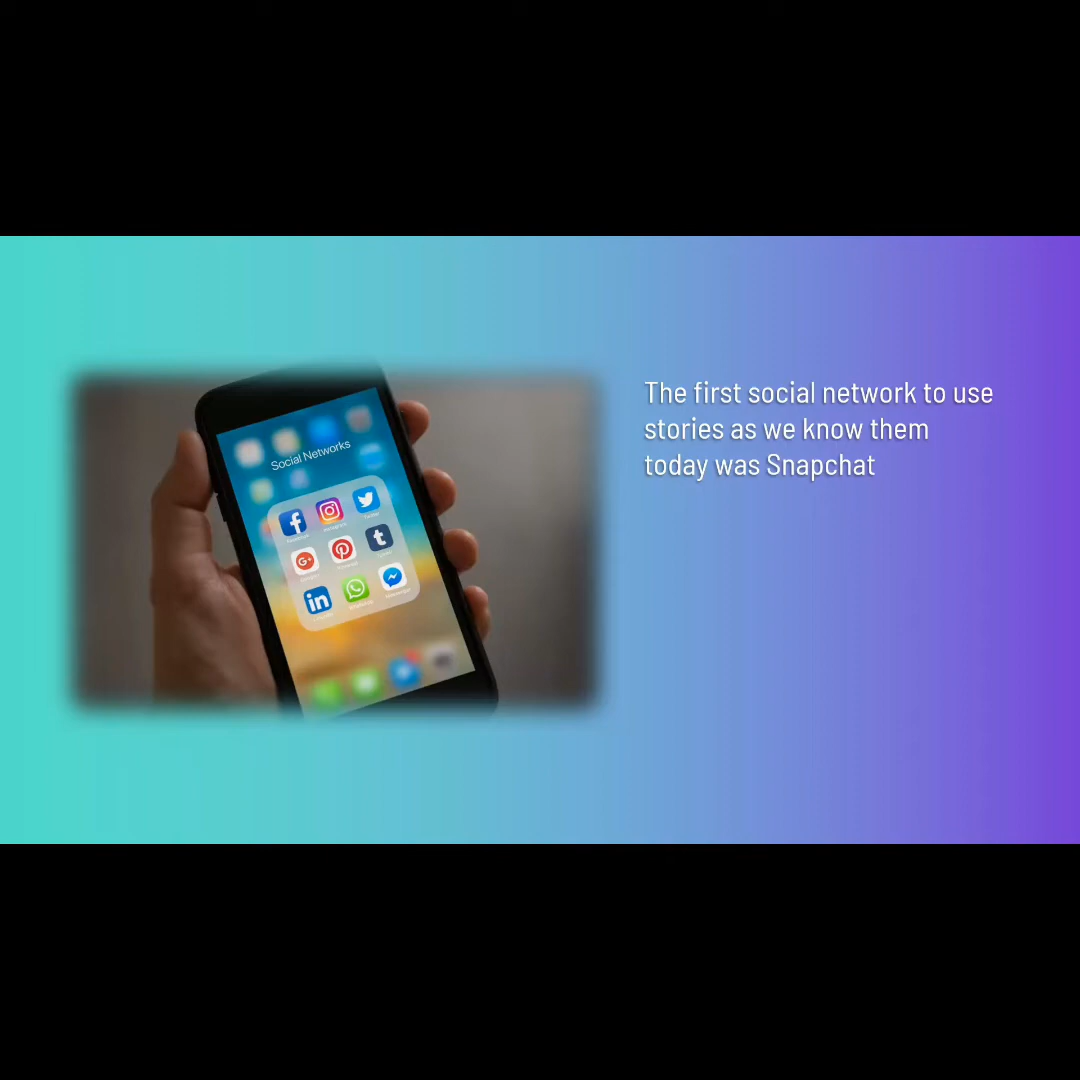 Social Networks
The first social network to use
stories as we know them
today was Snapchat